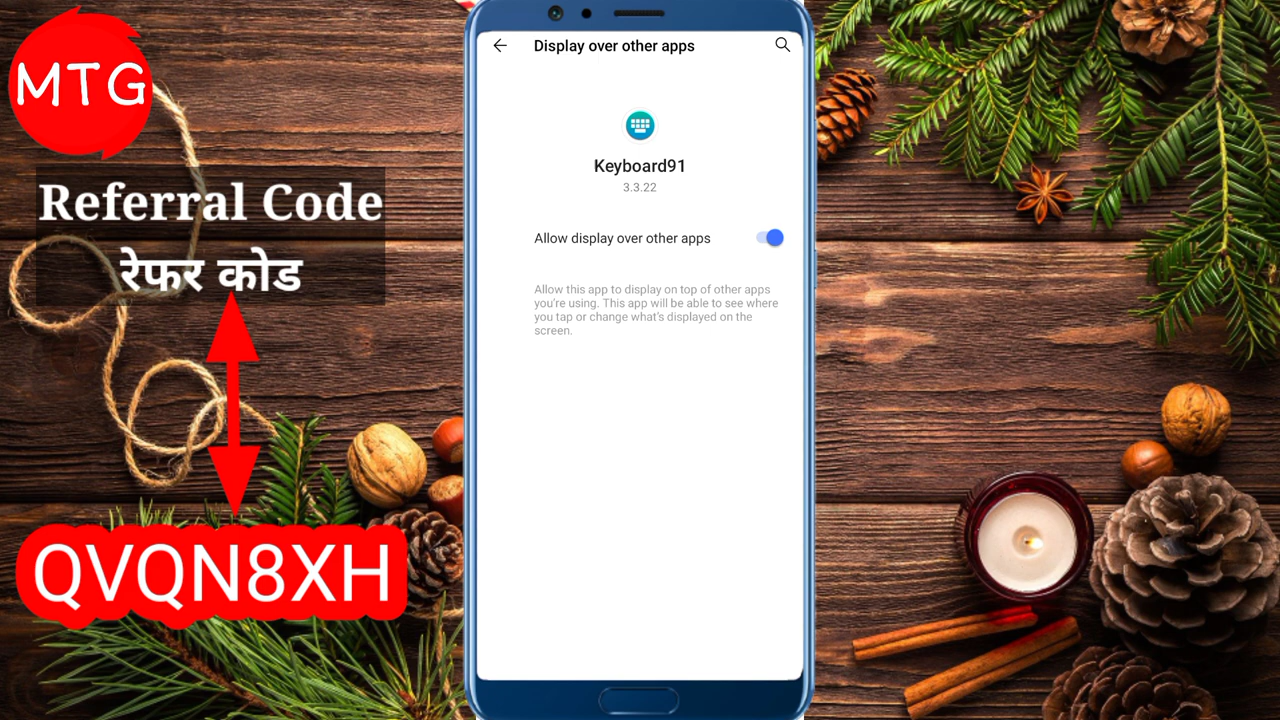 MTG
Referral Code
रेफर कोड
QVQN8XH
Display over other apps
Keyboard91
3.3.22
Allow display over other apps
Allow this app to display on top of other apps
you're using. This app will be able to see where
you tap or change what's displayed on the
screen.